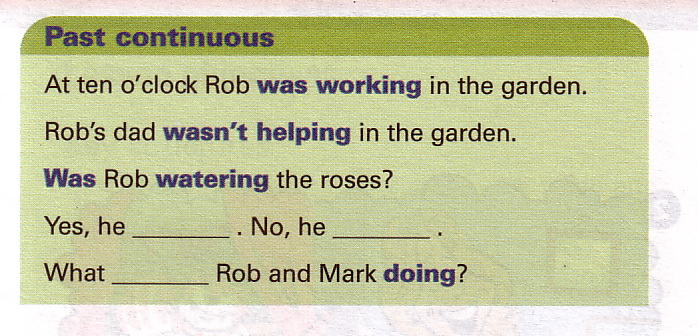 Past continuous
At ten o'clock Rob was working in the garden.
Rob's dad wasn't helping in the garden.
Was Rob watering the roses?
Yes, he ________ . No, he ________ .
What ________ Rob and Mark doing?